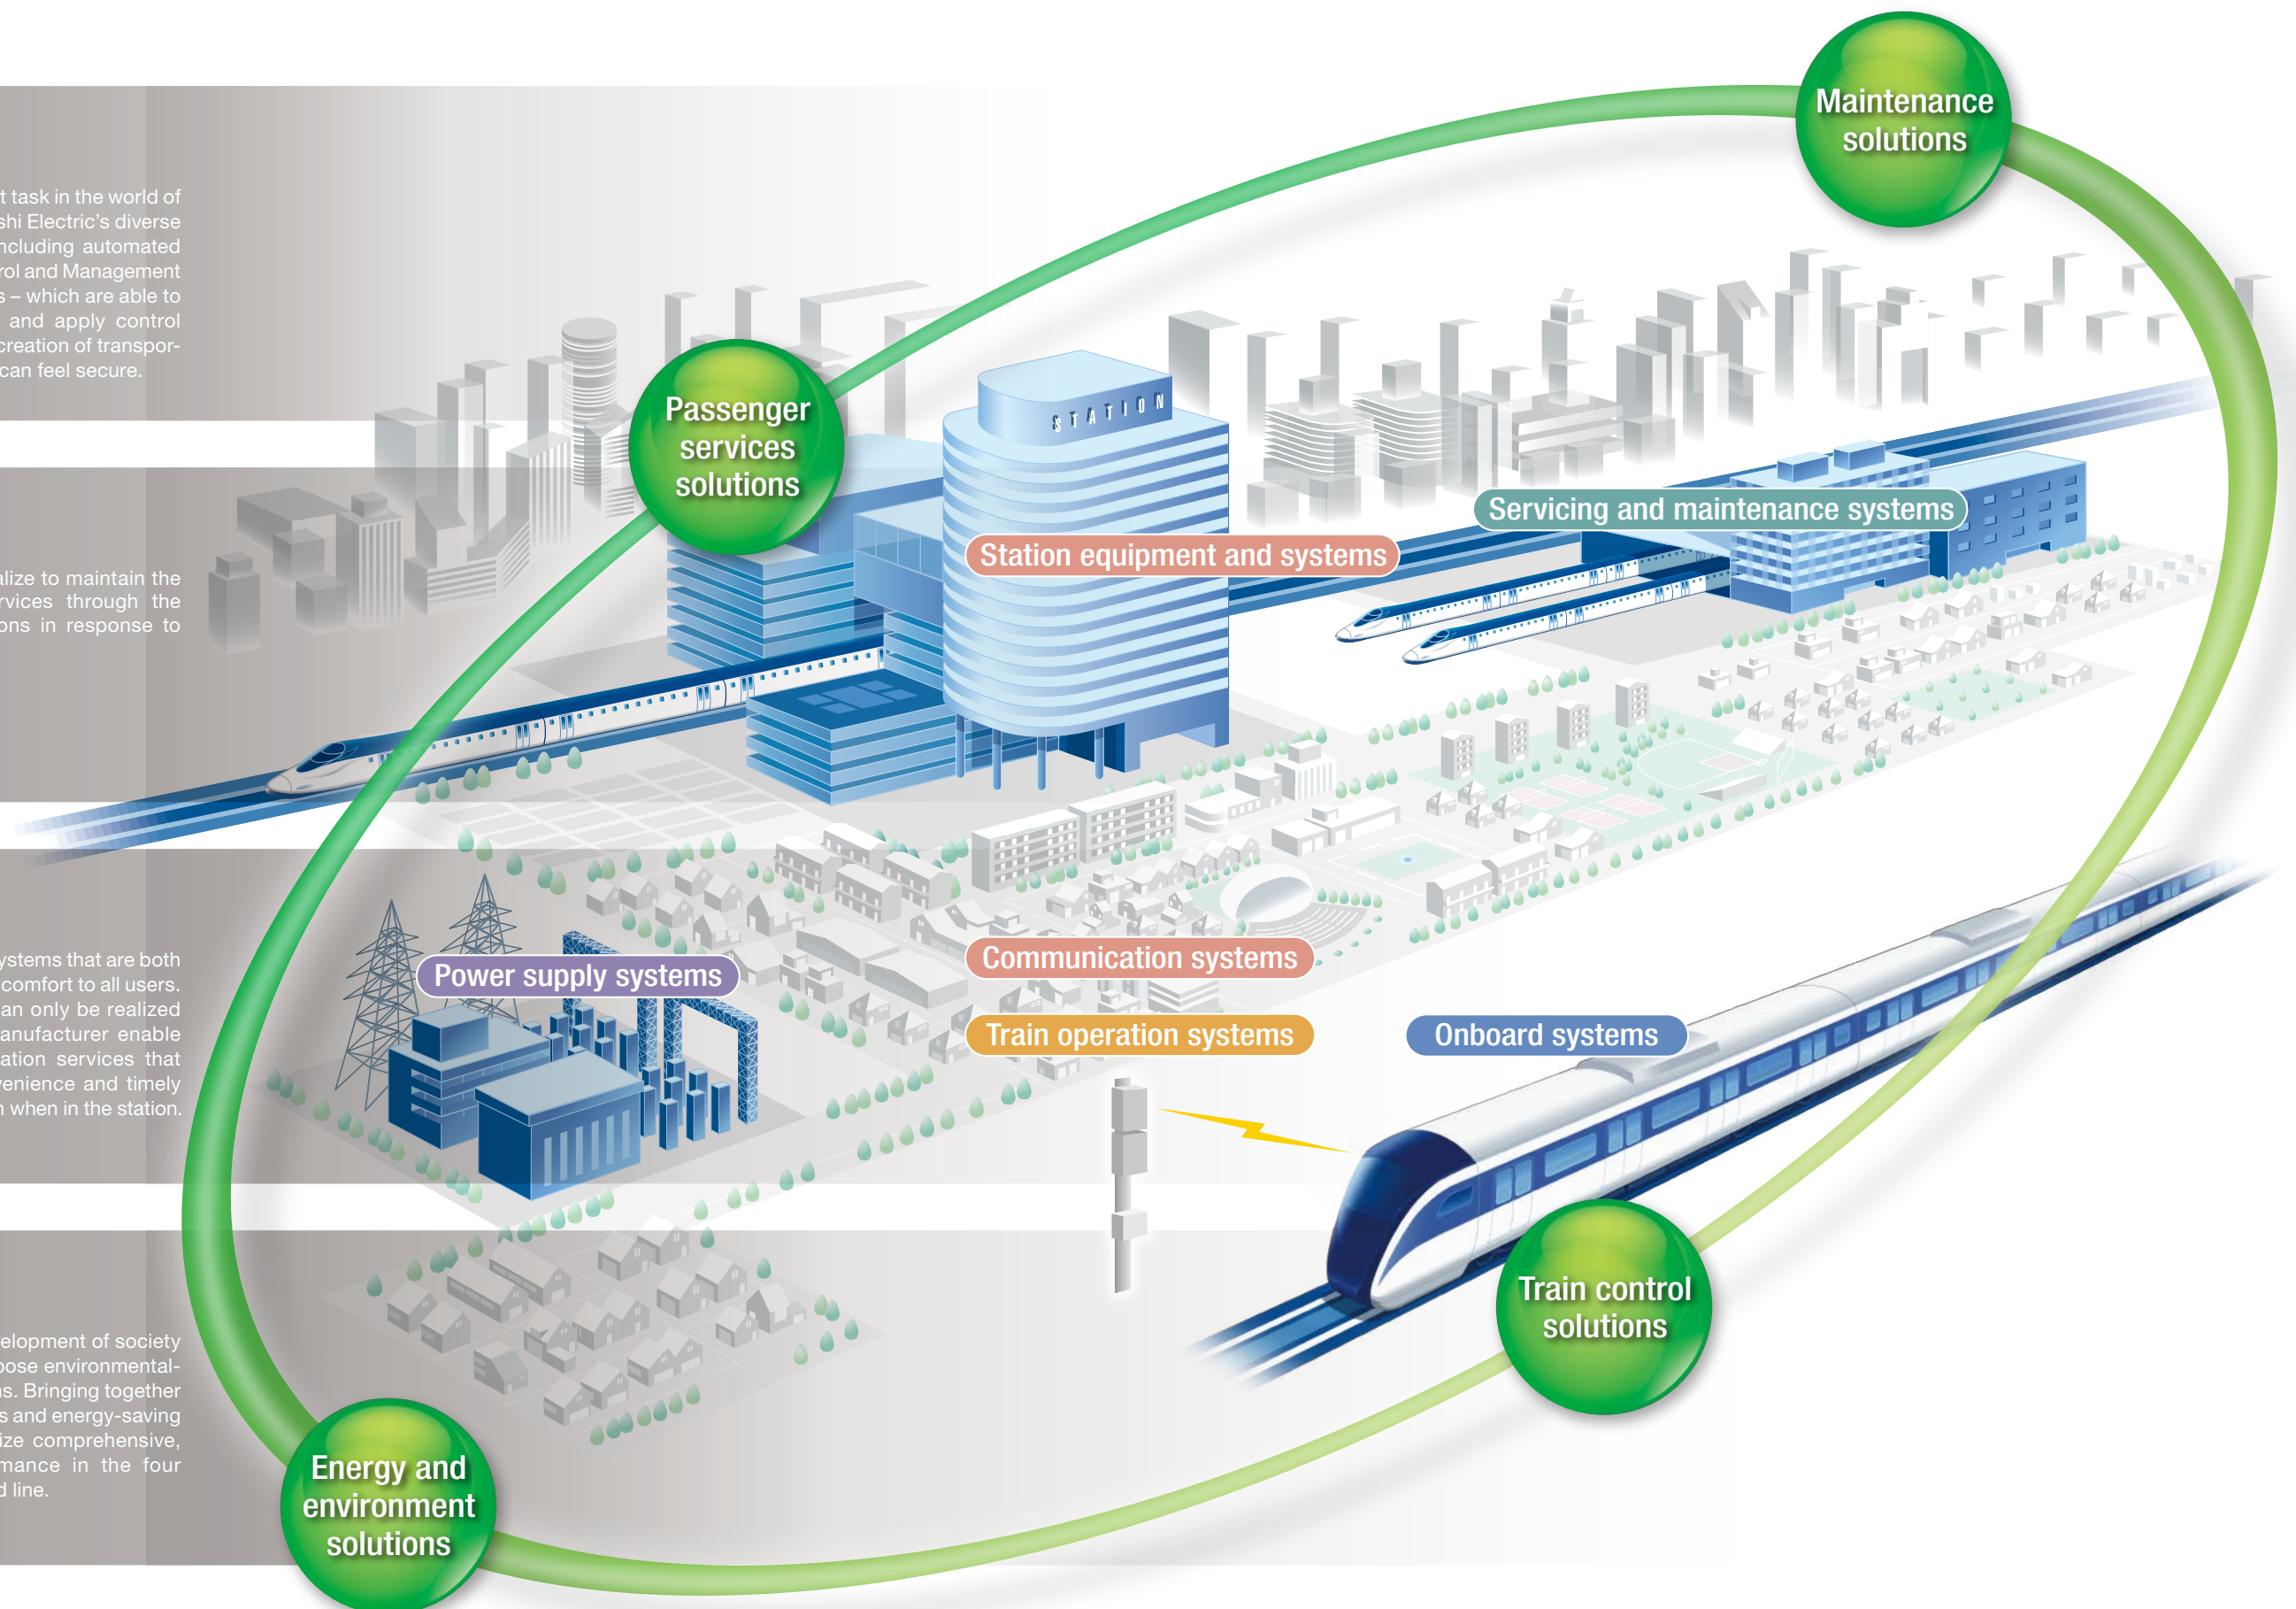 Maintenance
solutions
t task in the world of
shi Electric's diverse
ncluding automated
rol and Management
s – which are able to
and apply control
creation of transpor-
can feel secure.
Passenger
services
solutions
STATION
Servicing and maintenance systems
Station equipment and systems
alize to maintain the
rvices through the
ons in response to
ystems that are both
comfort to all users.
an only be realized
anufacturer enable
ation services that
venience and timely
n when in the station.
Power supply systems
Communication systems
Train operation systems
Onboard systems
Train control
solutions
velopment of society
pose environmental-
ns. Bringing together
s and energy-saving
ize comprehensive,
mance in the four
d line.
Energy and
environment
solutions